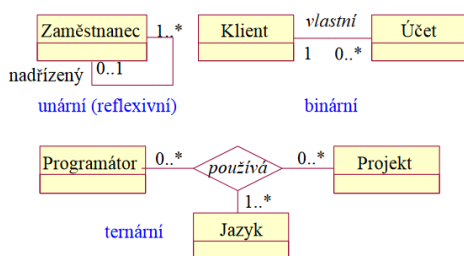 Zaměstnanec
1..*
nadřízený
0..1
unární (reflexivní)
Klient
vlastní
1
0..*
Účet
binární
Programátor
0..*
používá
0..*
Projekt
1..*
ternární
Jazyk